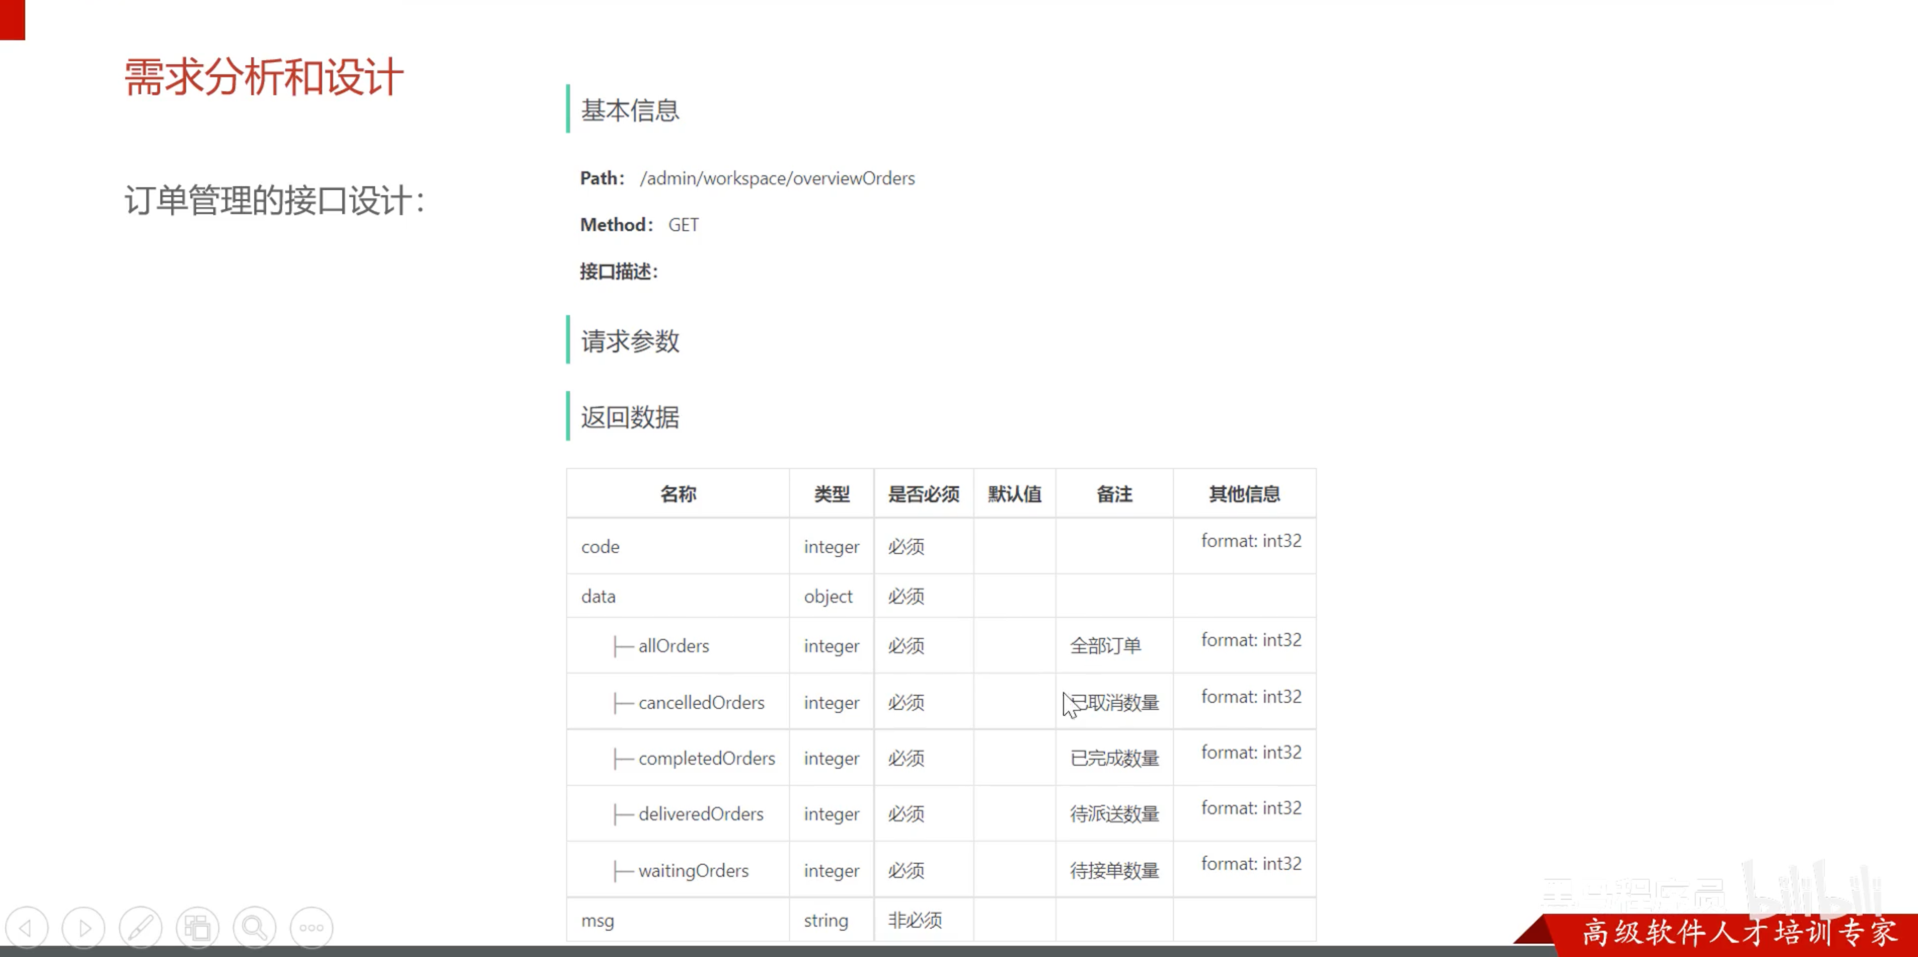 需求分析和设计
订单管理的接口设计：
基本信息
Path： /admin/workspace/overviewOrders
Method： GET
接口描述：
请求参数
返回数据
名称 类型 是否必须 默认值 备注 其他信息
code integer 必须 format: int32
data object 必须
├─ allOrders integer 必须 全部订单 format: int32
├─ cancelledOrders integer 必须 已取消数量 format: int32
├─ completedOrders integer 必须 已完成数量 format: int32
├─ deliveredOrders integer 必须 待派送数量 format: int32
├─ waitingOrders integer 必须 待接单数量 format: int32
msg string 非必须
黑马程序员 bilibili
高级软件人才培训专家